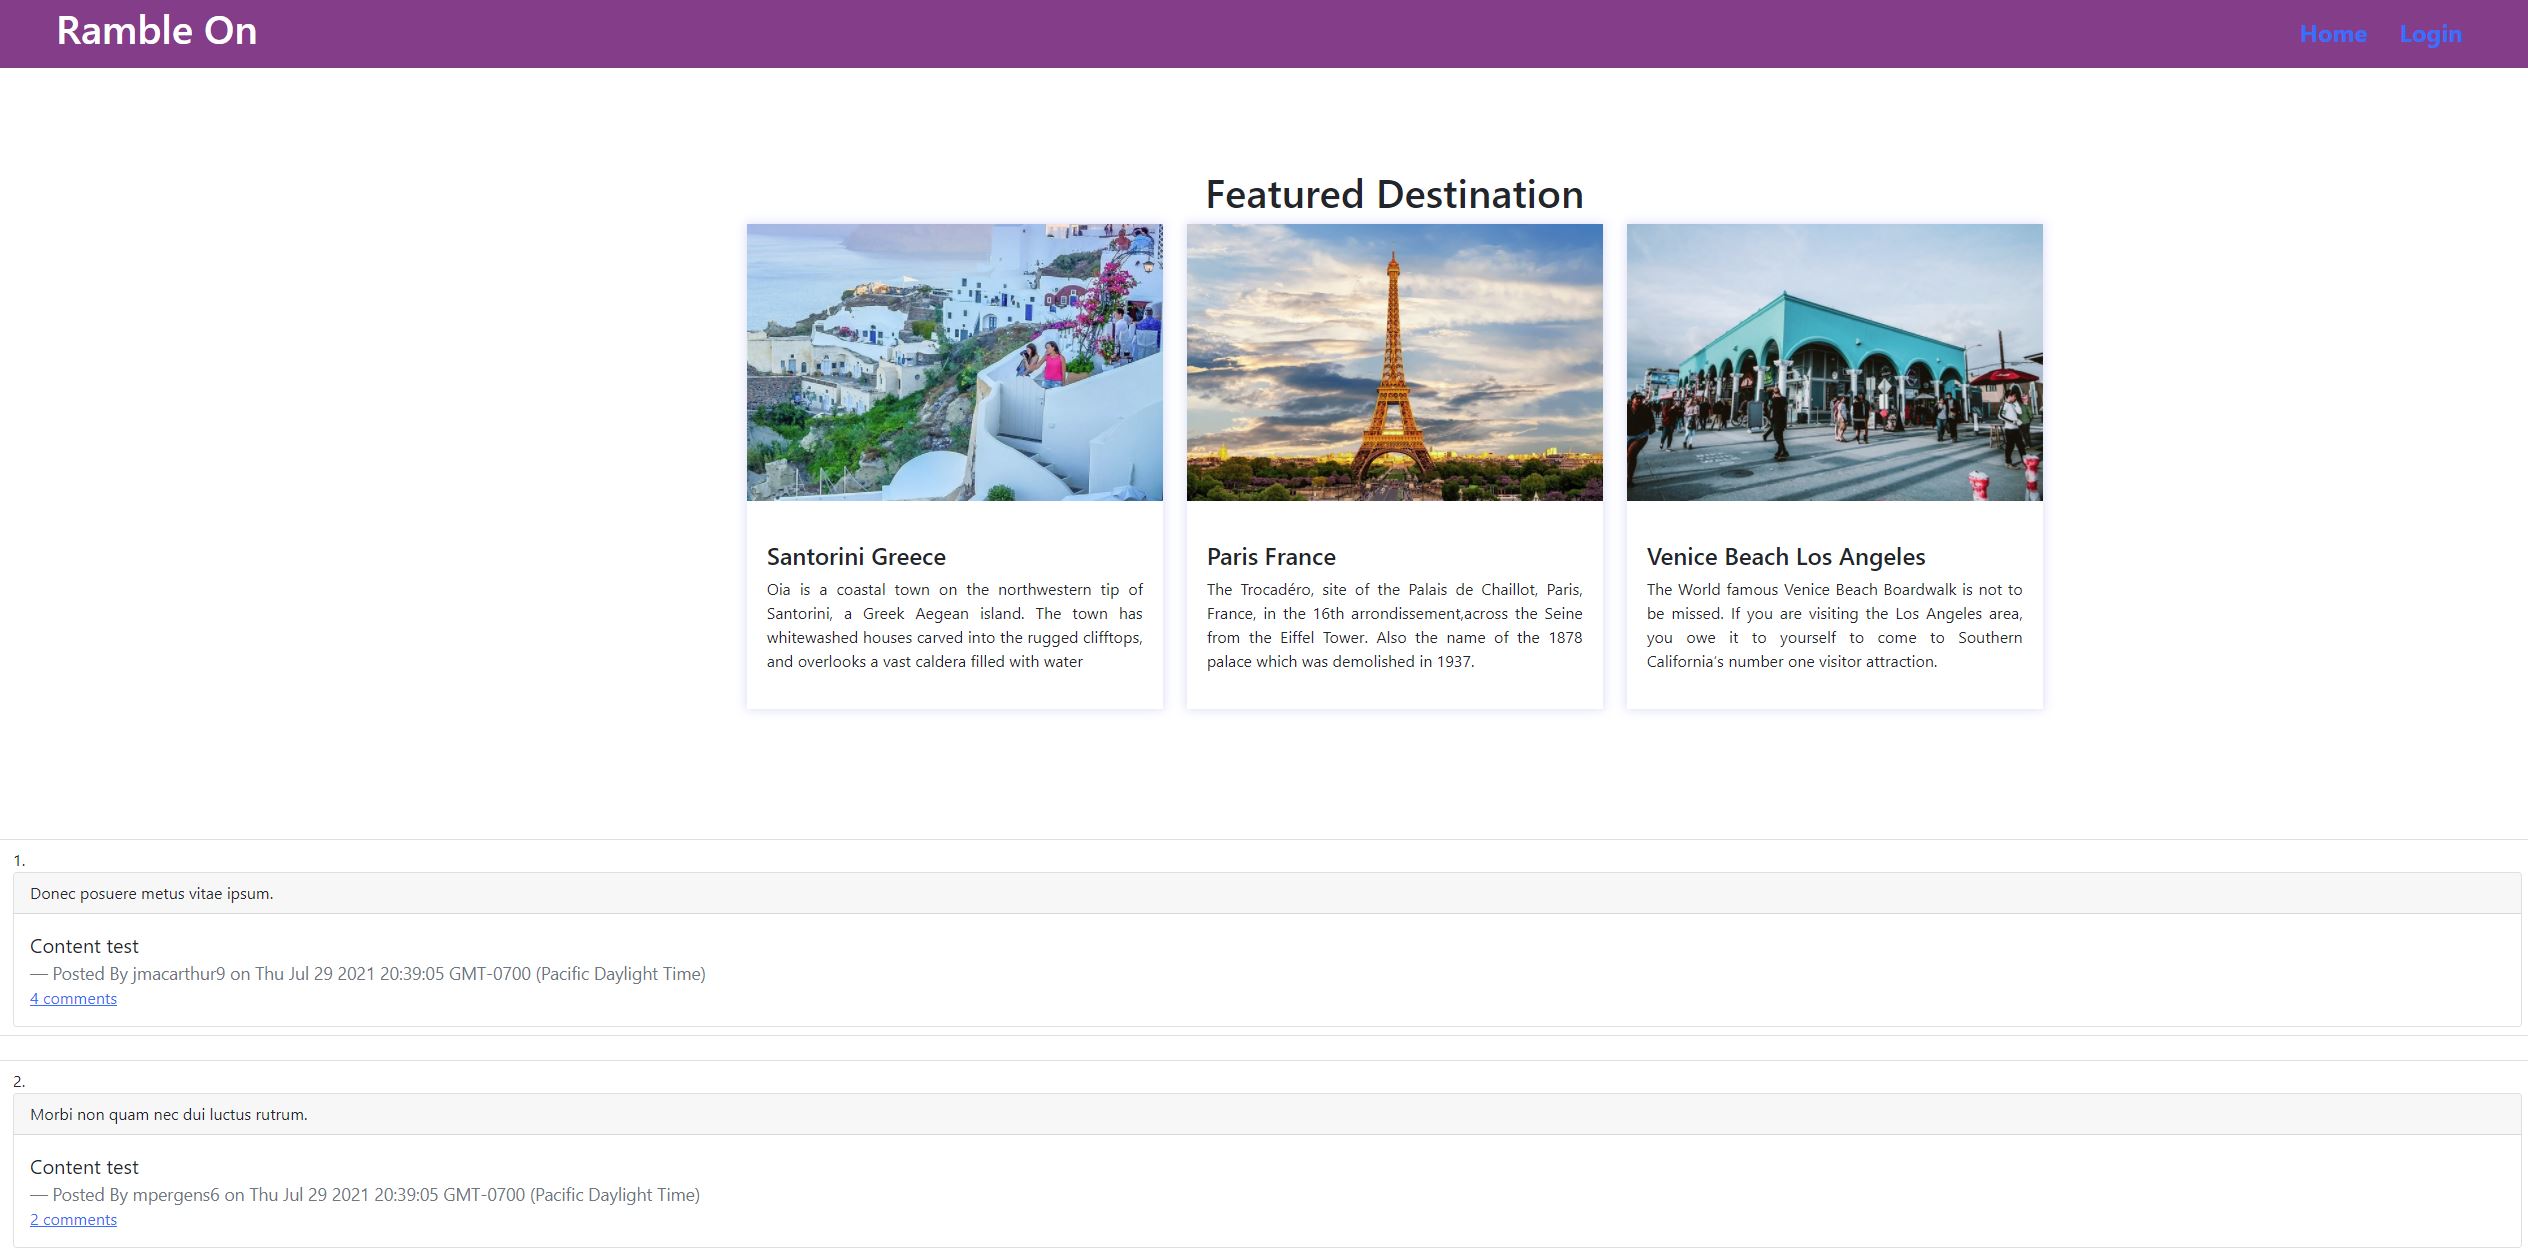 Ramble On
Home Login
Featured Destination
Santorini Greece
Oia is a coastal town on the northwestern tip of
Santorini, a Greek Aegean island. The town has
whitewashed houses carved into the rugged clifftops,
and overlooks a vast caldera filled with water
Paris France
The Trocadéro, site of the Palais de Chaillot, Paris,
France, in the 16th arrondissement,across the Seine
from the Eiffel Tower. Also the name of the 1878
palace which was demolished in 1937.
Venice Beach Los Angeles
The World famous Venice Beach Boardwalk is not to
be missed. If you are visiting the Los Angeles area,
you owe it to yourself to come to Southern
California's number one visitor attraction.
1.
Donec posuere metus vitae ipsum.
Content test
— Posted By jmacarthur9 on Thu Jul 29 2021 20:39:05 GMT-0700 (Pacific Daylight Time)
4 comments
2.
Morbi non quam nec dui luctus rutrum.
Content test
— Posted By mpergens6 on Thu Jul 29 2021 20:39:05 GMT-0700 (Pacific Daylight Time)
2 comments